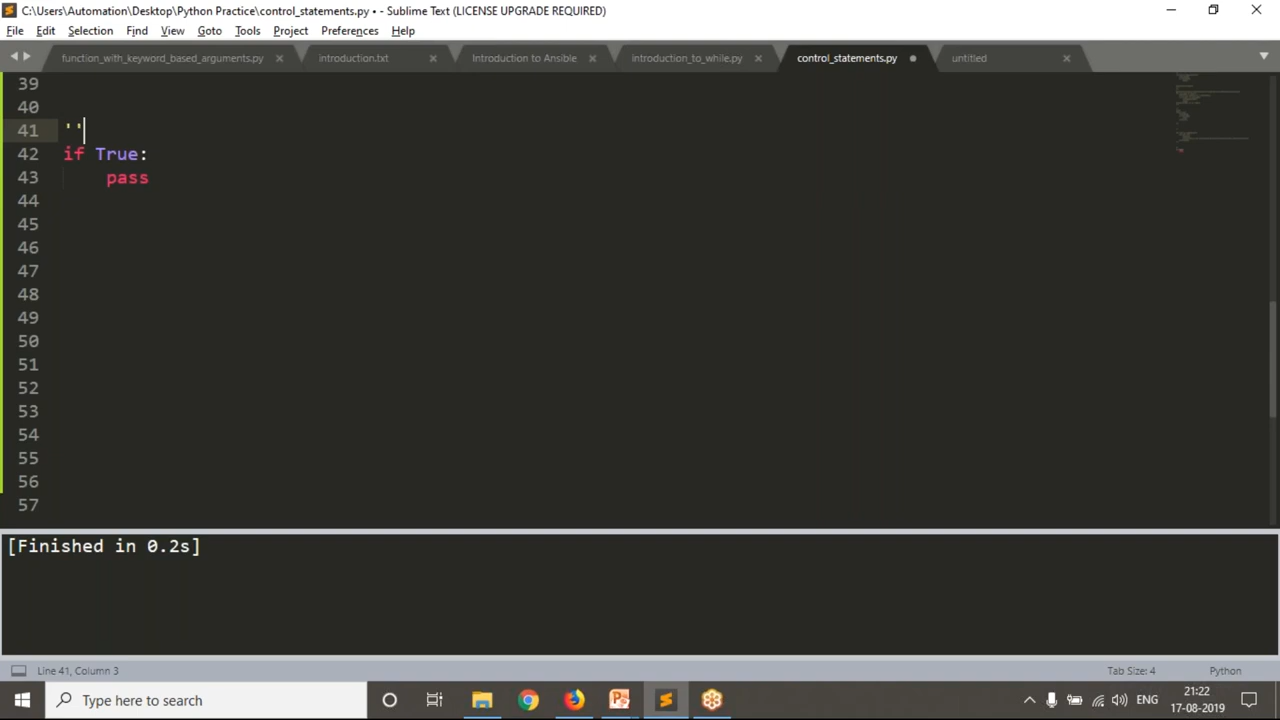 C:\Users\Automation\Desktop\Python Practice\control_statements.py • - Sublime Text (LICENSE UPGRADE REQUIRED)
File Edit Selection Find View Goto Tools Project Preferences Help
function_with_keyword_based_arguments.py introduction.txt Introduction to Ansible introduction_to_while.py control_statements.py untitled
39
40
41 ''
42 if True:
43 pass
44
45
46
47
48
49
50
51
52
53
54
55
56
57
[Finished in 0.2s]
Line 41, Column 3 Tab Size: 4 Python
Type here to search ENG 21:22
17-08-2019